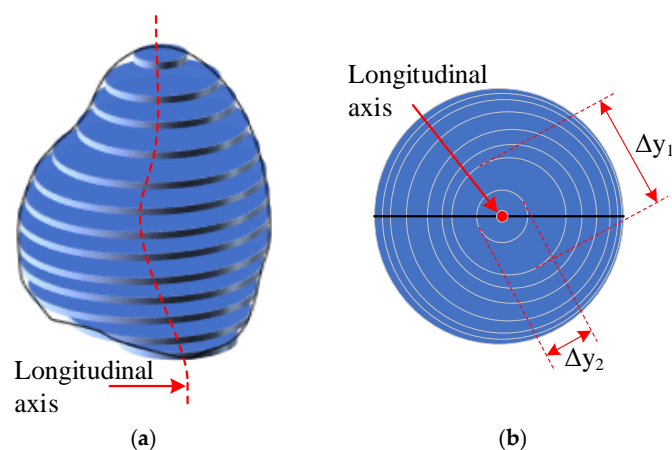 Longitudinal
axis
Δy₁
Δy₂
Longitudinal
axis
(a)
(b)